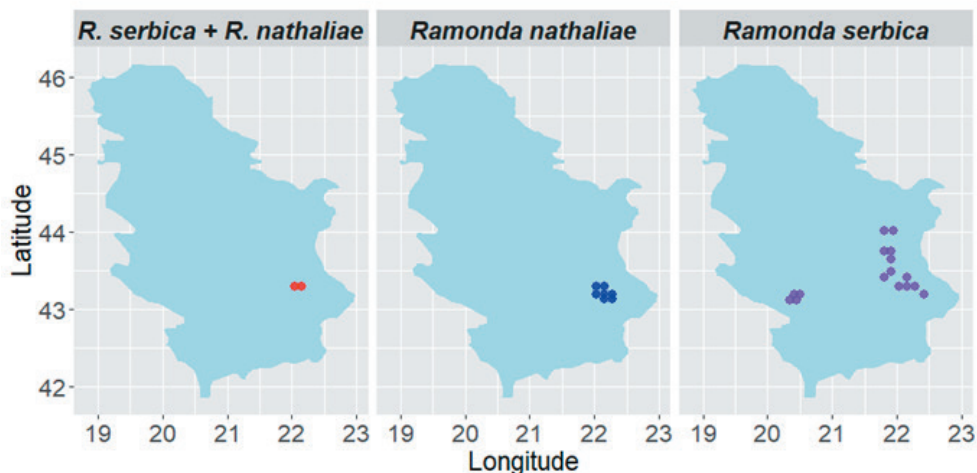 R. serbica + R. nathaliae
Ramonda nathaliae
Ramonda serbica
Latitude
46
45
44
43
42
19 20 21 22 23
19 20 21 22 23
19 20 21 22 23
Longitude